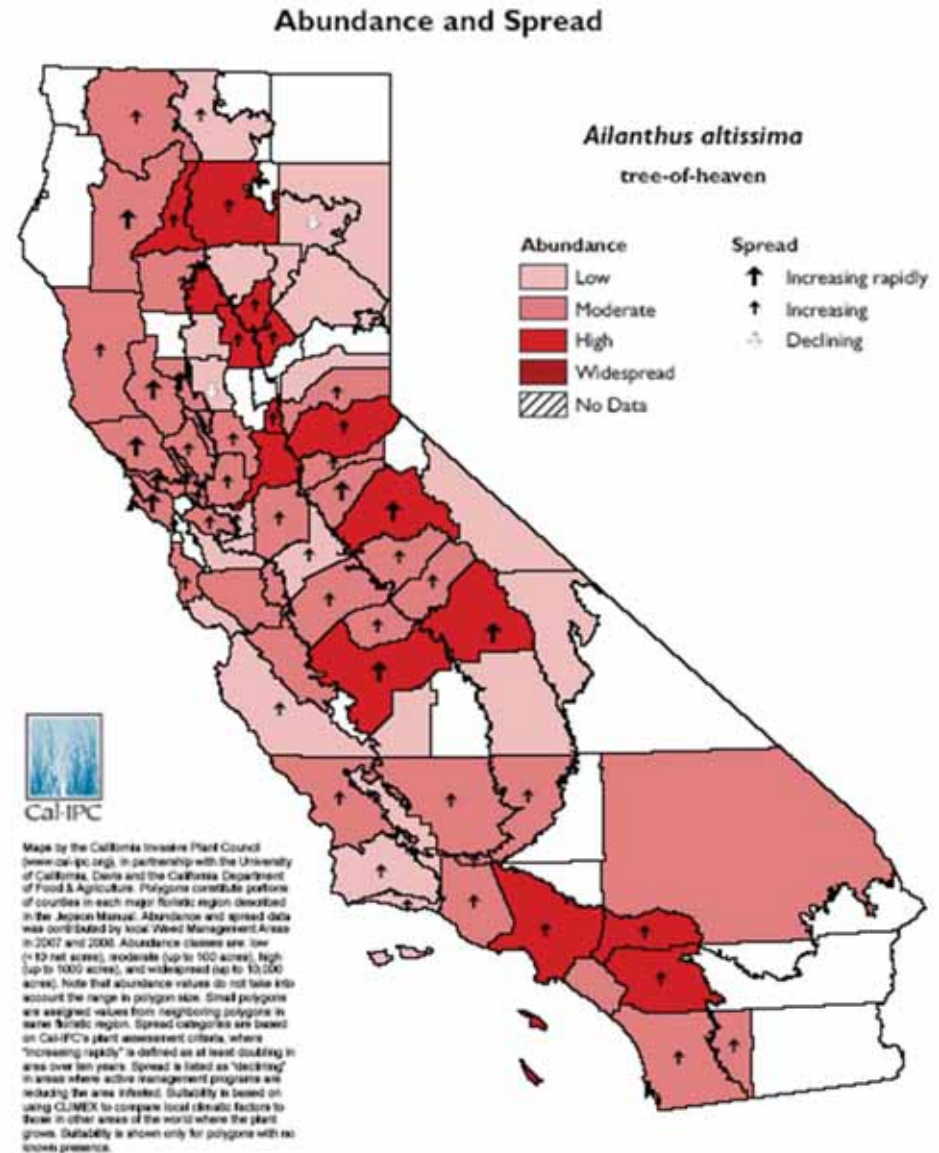 Abundance and Spread
Ailanthus altissima
tree-of-heaven
Abundance
Low
Moderate
High
Widespread
No Data
Spread
Increasing rapidly
Increasing
Declining
Cal-IPC
Maps by the California Invasive Plant Council
(www.cal-ipc.org), in partnership with the University
of California, Davis and the California Department
of Food & Agriculture. Polygons constitute portions
of counties in each major floristic region described
in the Jepson Manual. Abundance and spread data
was contributed by local Weed Management Areas
in 2007 and 2008. Abundance classes are: low
(<10 net acres), moderate (up to 100 acres), high
(up to 1000 acres), and widespread (up to 10,000
acres). Note that abundance values do not take into
account the range in polygon size. Small polygons
are assigned values from neighboring polygons in
same floristic region. Spread categories are based
on Cal-IPC's plant assessment criteria, where
"increasing rapidly" is defined as at least doubling in
area over ten years. Spread is listed as "declining"
in areas where active management programs are
reducing the area infested. Suitability is based on
using CLIMEX to compare local climatic factors to
those in other areas of the world where the plant
grows. Suitability is shown only for polygons with no
known presence.